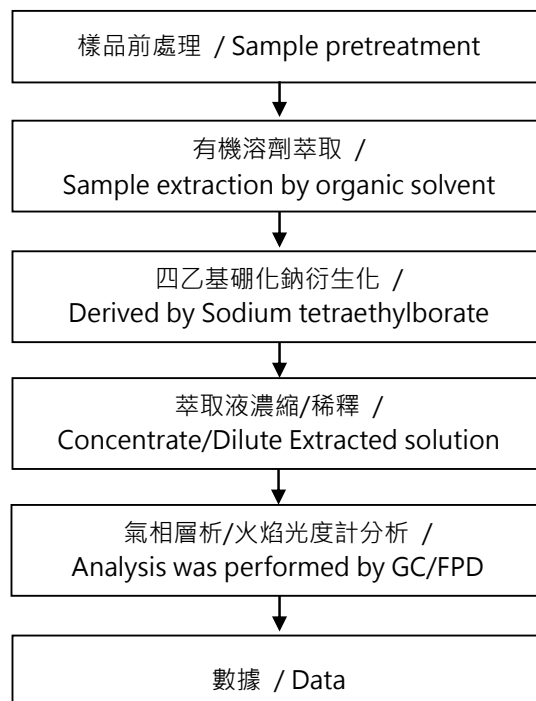 樣品前處理 / Sample pretreatment
有機溶劑萃取 /
Sample extraction by organic solvent
四乙基硼化鈉衍生化 /
Derived by Sodium tetraethylborate
萃取液濃縮/稀釋 /
Concentrate/Dilute Extracted solution
氣相層析/火焰光度計分析 /
Analysis was performed by GC/FPD
數據 / Data